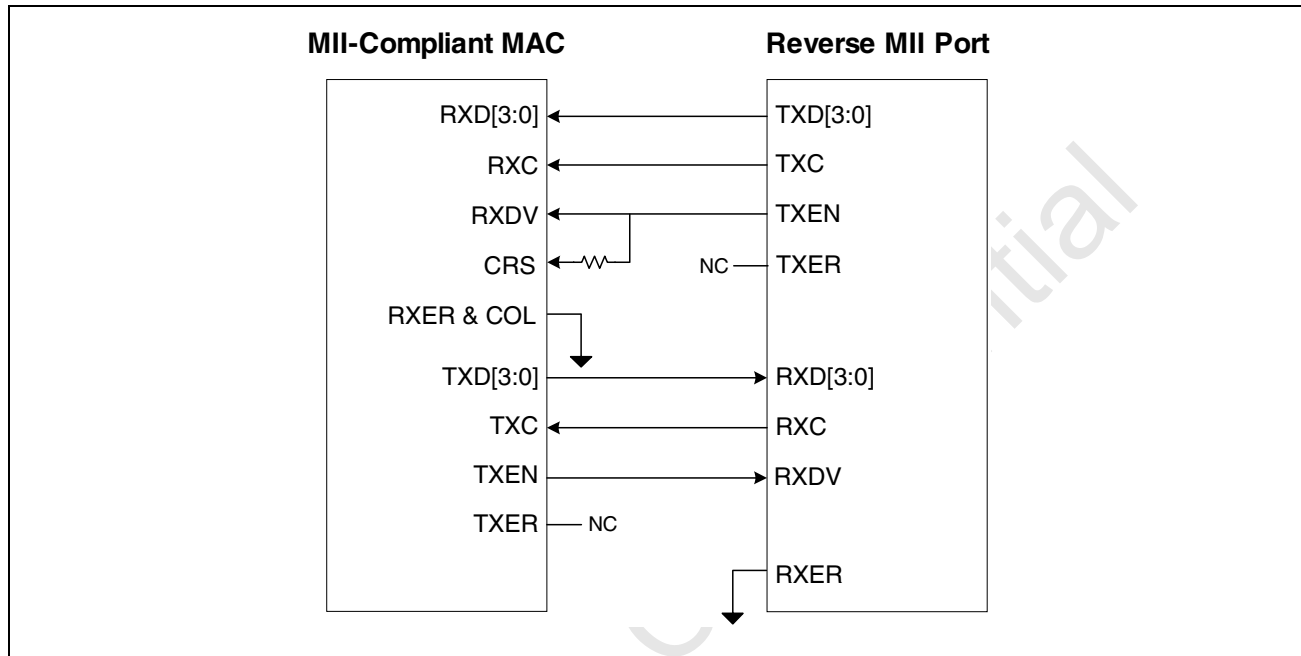 MII-Compliant MAC
Reverse MII Port
RXD[3:0]
TXD[3:0]
RXC
TXC
RXDV
TXEN
CRS
NC
TXER
RXER & COL
TXD[3:0]
RXD[3:0]
TXC
RXC
TXEN
RXDV
TXER
NC
RXER